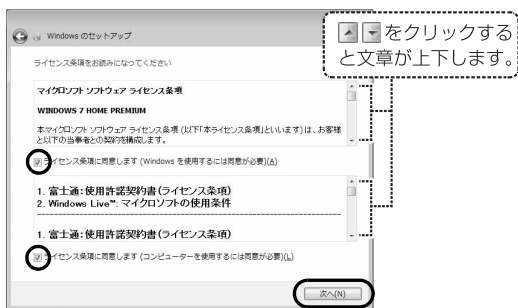 Windows のセットアップ
ライセンス条項をお読みになってください
マイクロソフト ソフトウェア ライセンス条項
WINDOWS 7 HOME PREMIUM
本マイクロソフト ソフトウェア ライセンス条項 (以下「本ライセンス条項」といいます) は、お客様
と以下の当事者との契約を構成します。
ライセンス条項に同意します (Windows を使用するには同意が必要)(A)
1. 富士通：使用許諾契約書(ライセンス条項)
2. Windows Live™: マイクロソフトの使用条件
1. 富士通：使用許諾契約書(ライセンス条項)
ライセンス条項に同意します (コンピューターを使用するには同意が必要)(L)
次へ(N)
をクリックする
と文章が上下します。